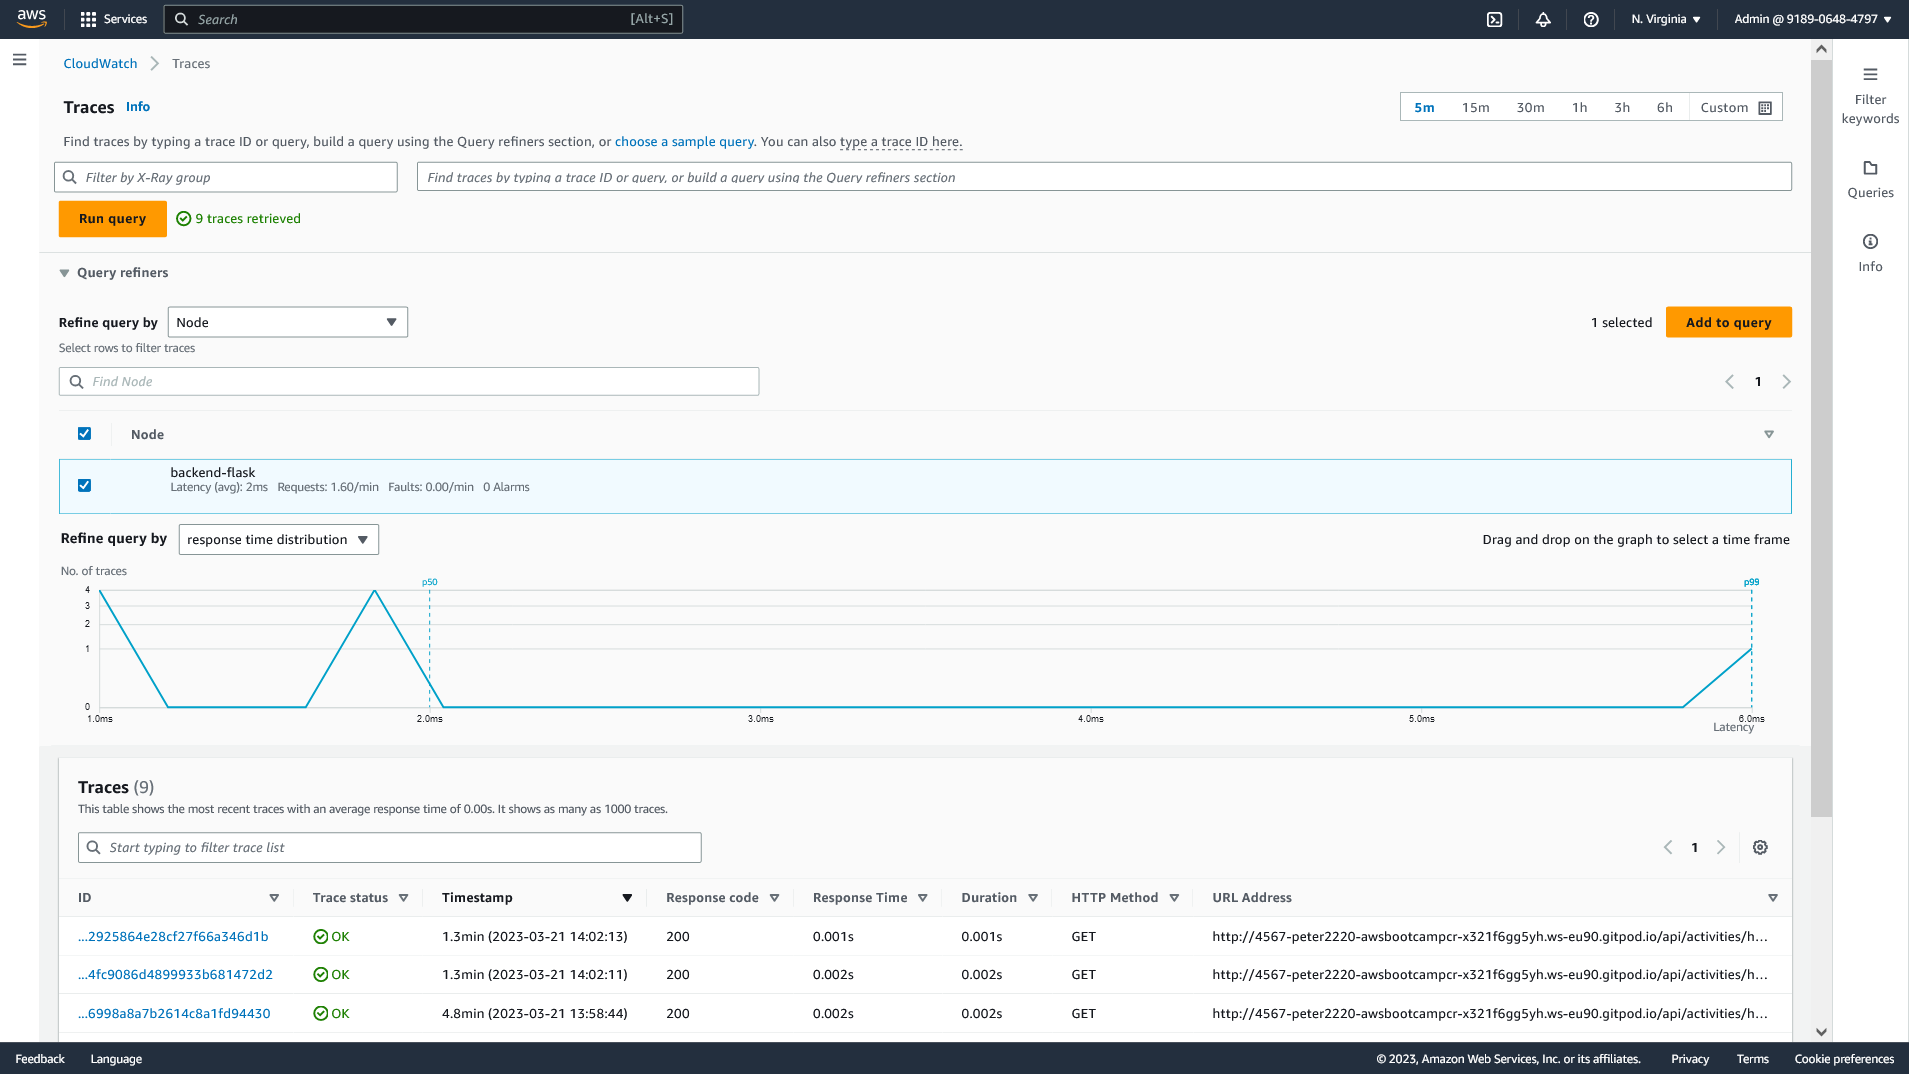 aws Services Search [Alt+S] N. Virginia ▼ Admin @ 9189-0648-4797 ▼
CloudWatch > Traces
Traces Info
5m 15m 30m 1h 3h 6h Custom
Filter keywords
Find traces by typing a trace ID or query, build a query using the Query refiners section, or choose a sample query. You can also type a trace ID here.
Filter by X-Ray group
Find traces by typing a trace ID or query, or build a query using the Query refiners section
Queries
Run query 9 traces retrieved
Info
Query refiners
Refine query by Node 1 selected Add to query
Select rows to filter traces
Find Node 1
Node
backend-flask
Latency (avg): 2ms Requests: 1.60/min Faults: 0.00/min 0 Alarms
Refine query by response time distribution Drag and drop on the graph to select a time frame
No. of traces
p50 p99
4
3
2
1
0
1.0ms 2.0ms 3.0ms 4.0ms 5.0ms 6.0ms
Latency
Traces (9)
This table shows the most recent traces with an average response time of 0.00s. It shows as many as 1000 traces.
Start typing to filter trace list 1
ID Trace status Timestamp Response code Response Time Duration HTTP Method URL Address
...2925864e28cf27f66a346d1b OK 1.3min (2023-03-21 14:02:13) 200 0.001s 0.001s GET http://4567-peter2220-awsbootcampcr-x321f6gg5yh.ws-eu90.gitpod.io/api/activities/h...
...4fc9086d4899933b681472d2 OK 1.3min (2023-03-21 14:02:11) 200 0.002s 0.002s GET http://4567-peter2220-awsbootcampcr-x321f6gg5yh.ws-eu90.gitpod.io/api/activities/h...
...6998a8a7b2614c8a1fd94430 OK 4.8min (2023-03-21 13:58:44) 200 0.002s 0.002s GET http://4567-peter2220-awsbootcampcr-x321f6gg5yh.ws-eu90.gitpod.io/api/activities/h...
Feedback Language © 2023, Amazon Web Services, Inc. or its affiliates. Privacy Terms Cookie preferences